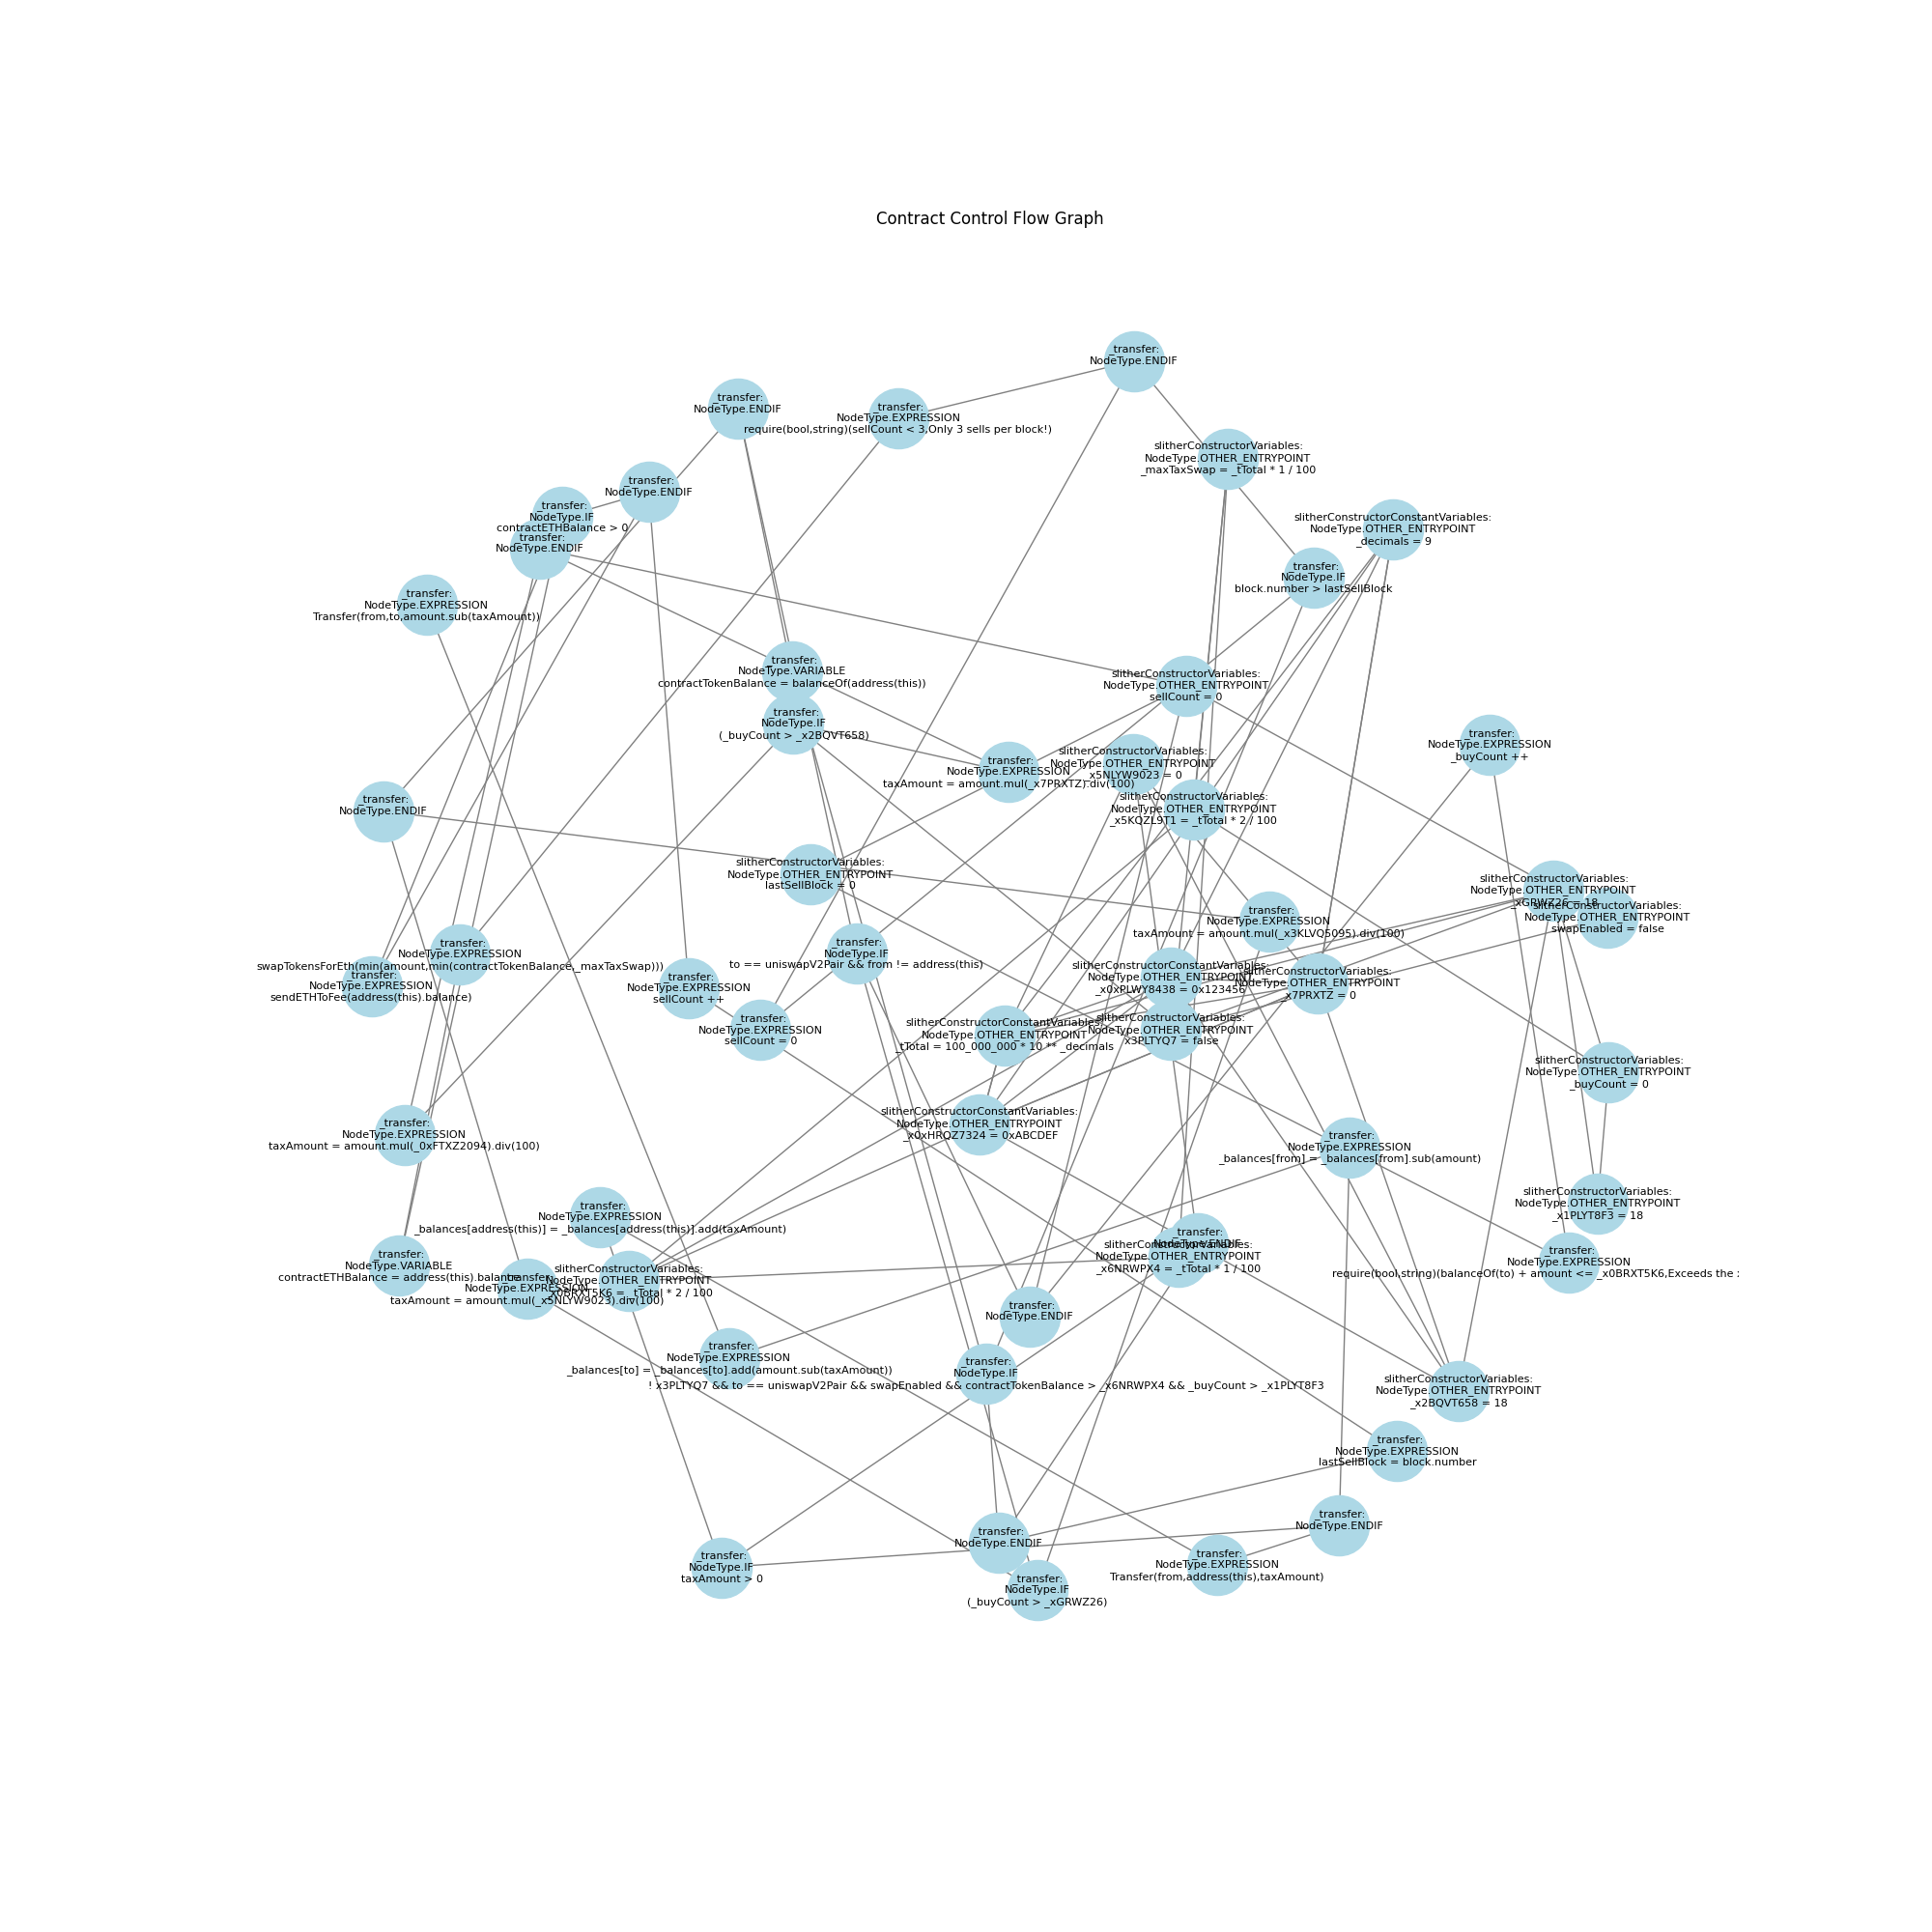 Contract Control Flow Graph
_transfer:
NodeType.ENDIF
_transfer:
NodeType.ENDIF
_transfer:
NodeType.EXPRESSION
require(bool,string)(sellCount < 3,Only 3 sells per block!)
slitherConstructorVariables:
NodeType.OTHER_ENTRYPOINT
_maxTaxSwap = _tTotal * 1 / 100
_transfer:
NodeType.ENDIF
_transfer:
NodeType.IF
contractETHBalance > 0
_transfer:
NodeType.ENDIF
slitherConstructorConstantVariables:
NodeType.OTHER_ENTRYPOINT
_decimals = 9
_transfer:
NodeType.IF
block.number > lastSellBlock
_transfer:
NodeType.EXPRESSION
Transfer(from,to,amount.sub(taxAmount))
_transfer:
NodeType.VARIABLE
contractTokenBalance = balanceOf(address(this))
slitherConstructorVariables:
NodeType.OTHER_ENTRYPOINT
sellCount = 0
_transfer:
NodeType.IF
(_buyCount > _x2BQVT658)
_transfer:
NodeType.EXPRESSION
_buyCount ++
_transfer:
NodeType.EXPRESSION
taxAmount = amount.mul(_x7PRXTZ).div(100)
slitherConstructorVariables:
NodeType.OTHER_ENTRYPOINT
_x5NLYW9023 = 0
slitherConstructorVariables:
NodeType.OTHER_ENTRYPOINT
_x5KQZL9T1 = _tTotal * 2 / 100
_transfer:
NodeType.ENDIF
slitherConstructorVariables:
NodeType.OTHER_ENTRYPOINT
lastSellBlock = 0
slitherConstructorVariables:
NodeType.OTHER_ENTRYPOINT
_xGRWZ26 = 18
slitherConstructorVariables:
NodeType.OTHER_ENTRYPOINT
swapEnabled = false
_transfer:
NodeType.EXPRESSION
taxAmount = amount.mul(_x3KLVQ5095).div(100)
_transfer:
NodeType.EXPRESSION
swapTokensForEth(min(amount,min(contractTokenBalance,_maxTaxSwap)))
_transfer:
NodeType.IF
to == uniswapV2Pair && from != address(this)
_transfer:
NodeType.EXPRESSION
sendETHToFee(address(this).balance)
_transfer:
NodeType.EXPRESSION
sellCount ++
slitherConstructorConstantVariables:
NodeType.OTHER_ENTRYPOINT
_x0xPLWY8438 = 0x123456
slitherConstructorVariables:
NodeType.OTHER_ENTRYPOINT
_x7PRXTZ = 0
_transfer:
NodeType.EXPRESSION
sellCount = 0
slitherConstructorConstantVariables:
NodeType.OTHER_ENTRYPOINT
_tTotal = 100_000_000 * 10 ** _decimals
slitherConstructorVariables:
NodeType.OTHER_ENTRYPOINT
x3PLTYQ7 = false
slitherConstructorVariables:
NodeType.OTHER_ENTRYPOINT
_buyCount = 0
slitherConstructorConstantVariables:
NodeType.OTHER_ENTRYPOINT
_x0xHRQZ7324 = 0xABCDEF
_transfer:
NodeType.EXPRESSION
taxAmount = amount.mul(_0xFTXZ2094).div(100)
_transfer:
NodeType.EXPRESSION
_balances[from] = _balances[from].sub(amount)
slitherConstructorVariables:
NodeType.OTHER_ENTRYPOINT
_x1PLYT8F3 = 18
_transfer:
NodeType.EXPRESSION
_balances[address(this)] = _balances[address(this)].add(taxAmount)
_transfer:
NodeType.ENDIF
slitherConstructorVariables:
NodeType.OTHER_ENTRYPOINT
_x6NRWPX4 = _tTotal * 1 / 100
_transfer:
NodeType.EXPRESSION
require(bool,string)(balanceOf(to) + amount <= _x0BRXT5K6,Exceeds the :
_transfer:
NodeType.VARIABLE
contractETHBalance = address(this).balance
slitherConstructorVariables:
NodeType.OTHER_ENTRYPOINT
_x0BRXT5K6 = _tTotal * 2 / 100
_transfer:
NodeType.EXPRESSION
taxAmount = amount.mul(_x5NLYW9023).div(100)
_transfer:
NodeType.ENDIF
_transfer:
NodeType.EXPRESSION
_balances[to] = _balances[to].add(amount.sub(taxAmount))
_transfer:
NodeType.IF
! x3PLTYQ7 && to == uniswapV2Pair && swapEnabled && contractTokenBalance > _x6NRWPX4 && _buyCount > _x1PLYT8F3
slitherConstructorVariables:
NodeType.OTHER_ENTRYPOINT
_x2BQVT658 = 18
_transfer:
NodeType.EXPRESSION
lastSellBlock = block.number
_transfer:
NodeType.ENDIF
_transfer:
NodeType.ENDIF
_transfer:
NodeType.IF
taxAmount > 0
_transfer:
NodeType.EXPRESSION
Transfer(from,address(this),taxAmount)
_transfer:
NodeType.IF
(_buyCount > _xGRWZ26)